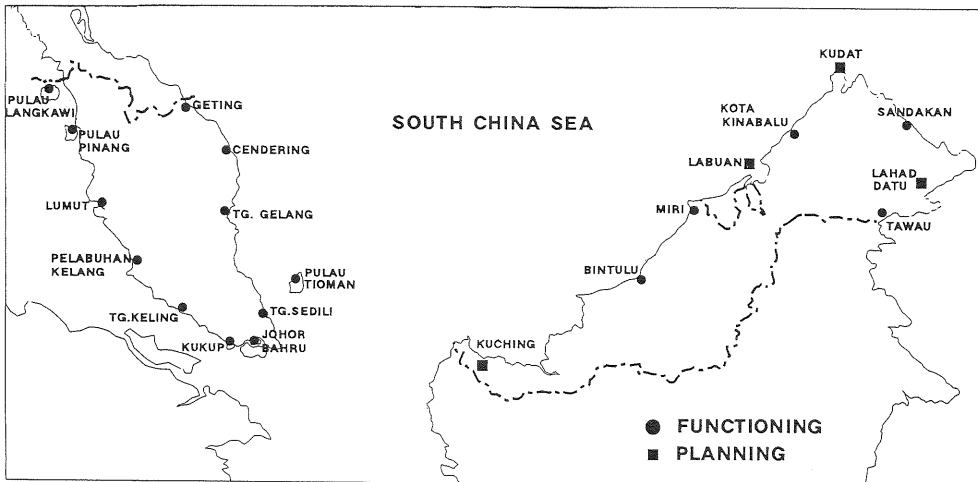 KUDAT
PULAU
LANGKAWI
GETING
PULAU
PINANG
SOUTH CHINA SEA
KOTA
KINABALU
SANDAKAN
CENDERING
LABUAN
LAHAD
DATU
LUMUT
TG. GELANG
MIRI
TAWAU
PELABUHAN
KELANG
PULAU
TIOMAN
BINTULU
TG.KELING
TG.SEDILI
KUKUP
JOHOR
BAHRU
KUCHING
FUNCTIONING
PLANNING